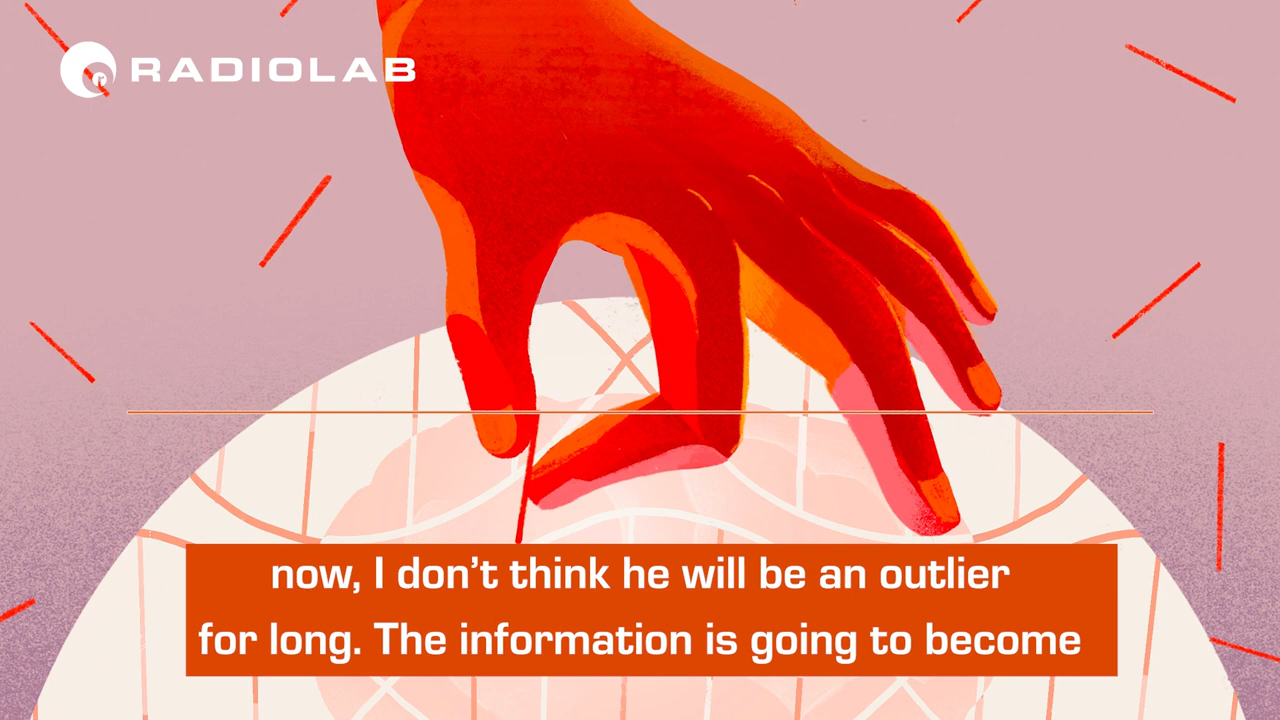 RADIOLAB
now, I don’t think he will be an outlier
for long. The information is going to become